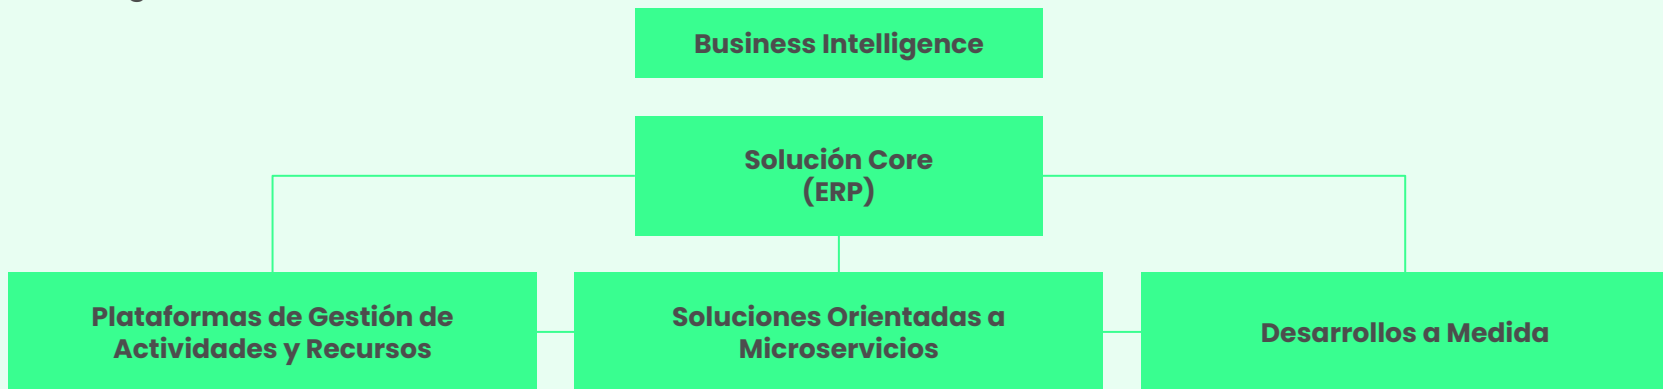 Business Intelligence
Solución Core
(ERP)
Plataformas de Gestión de
Actividades y Recursos
Soluciones Orientadas a
Microservicios
Desarrollos a Medida